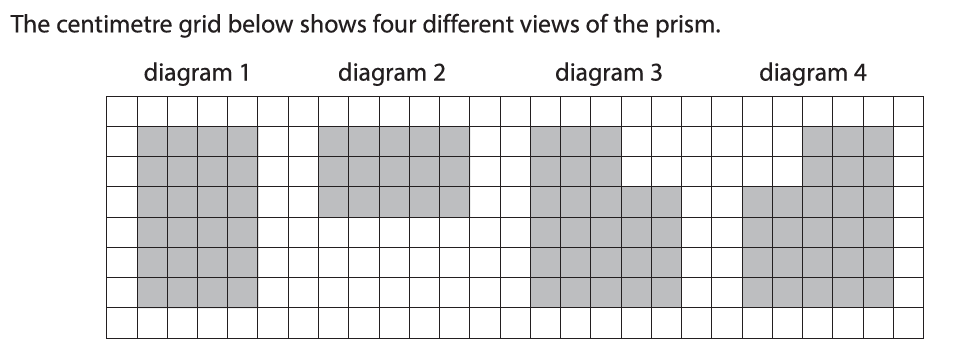 The centimetre grid below shows four different views of the prism.
diagram 1 diagram 2 diagram 3 diagram 4